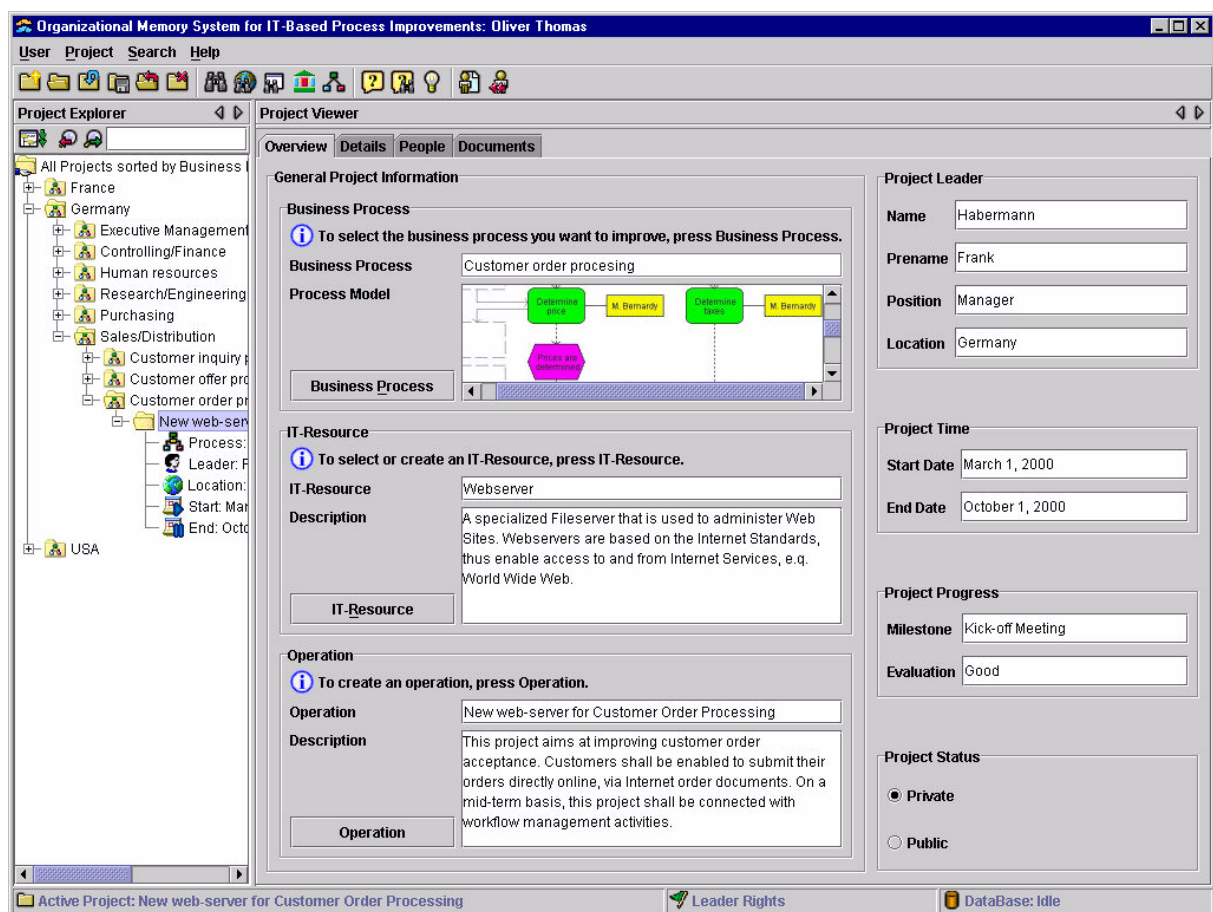 Organizational Memory System for IT-Based Process Improvements: Oliver Thomas
User Project Search Help
Project Explorer
All Projects sorted by Business
France
Germany
Executive Management
Controlling/Finance
Human resources
Research/Engineering
Purchasing
Sales/Distribution
Customer inquiry p
Customer offer pro
Customer order pr
New web-serv
Process:
Leader: F
Location:
Start: Mar
End: Octo
USA
Project Viewer
Overview Details People Documents
General Project Information
Business Process
To select the business process you want to improve, press Business Process.
Business Process Customer order procesing
Process Model
Determine price
M. Bernardy
Determine taxes
M. Bernardy
Prices are determined
Business Process
IT-Resource
To select or create an IT-Resource, press IT-Resource.
IT-Resource Webserver
Description
A specialized Fileserver that is used to administer Web
Sites. Webservers are based on the Internet Standards,
thus enable access to and from Internet Services, e.q.
World Wide Web.
IT-Resource
Operation
To create an operation, press Operation.
Operation New web-server for Customer Order Processing
Description
This project aims at improving customer order
acceptance. Customers shall be enabled to submit their
orders directly online, via Internet order documents. On a
mid-term basis, this project shall be connected with
workflow management activities.
Operation
Project Leader
Name Habermann
Prename Frank
Position Manager
Location Germany
Project Time
Start Date March 1, 2000
End Date October 1, 2000
Project Progress
Milestone Kick-off Meeting
Evaluation Good
Project Status
Private
Public
Active Project: New web-server for Customer Order Processing
Leader Rights
DataBase: Idle